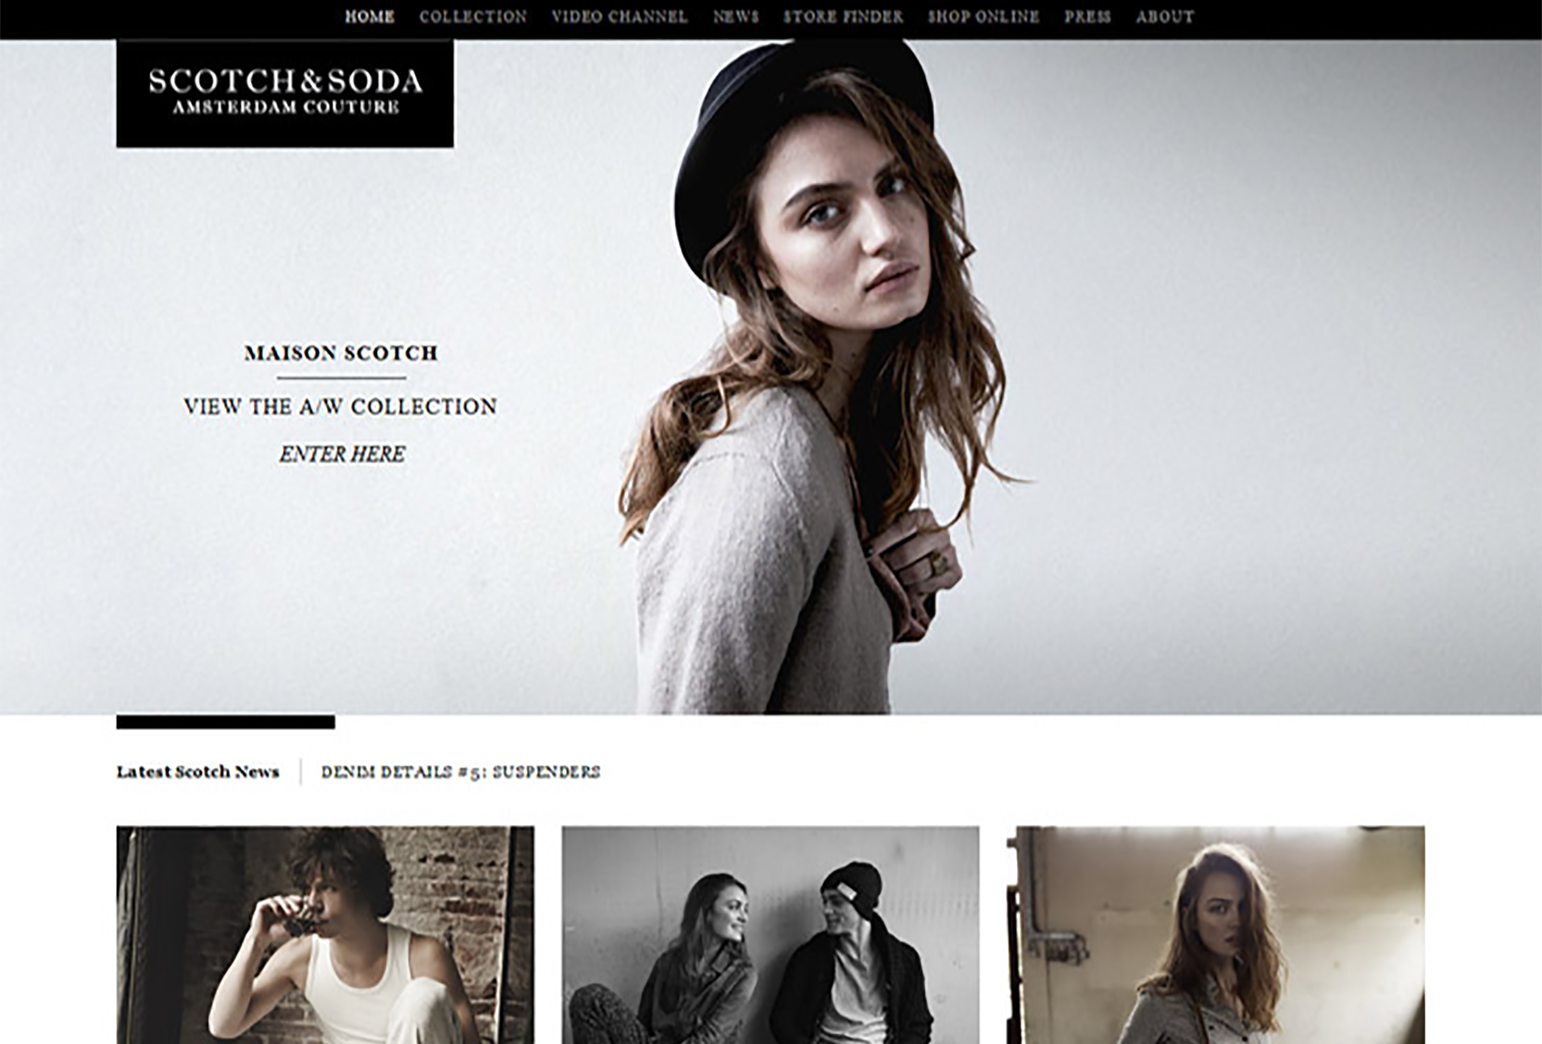 HOME COLLECTION VIDEO CHANNEL NEWS STORE FINDER SHOP ONLINE PRESS ABOUT
SCOTCH & SODA
AMSTERDAM COUTURE
MAISON SCOTCH
VIEW THE A/W COLLECTION
ENTER HERE
Latest Scotch News
DENIM DETAILS #5: SUSPENDERS